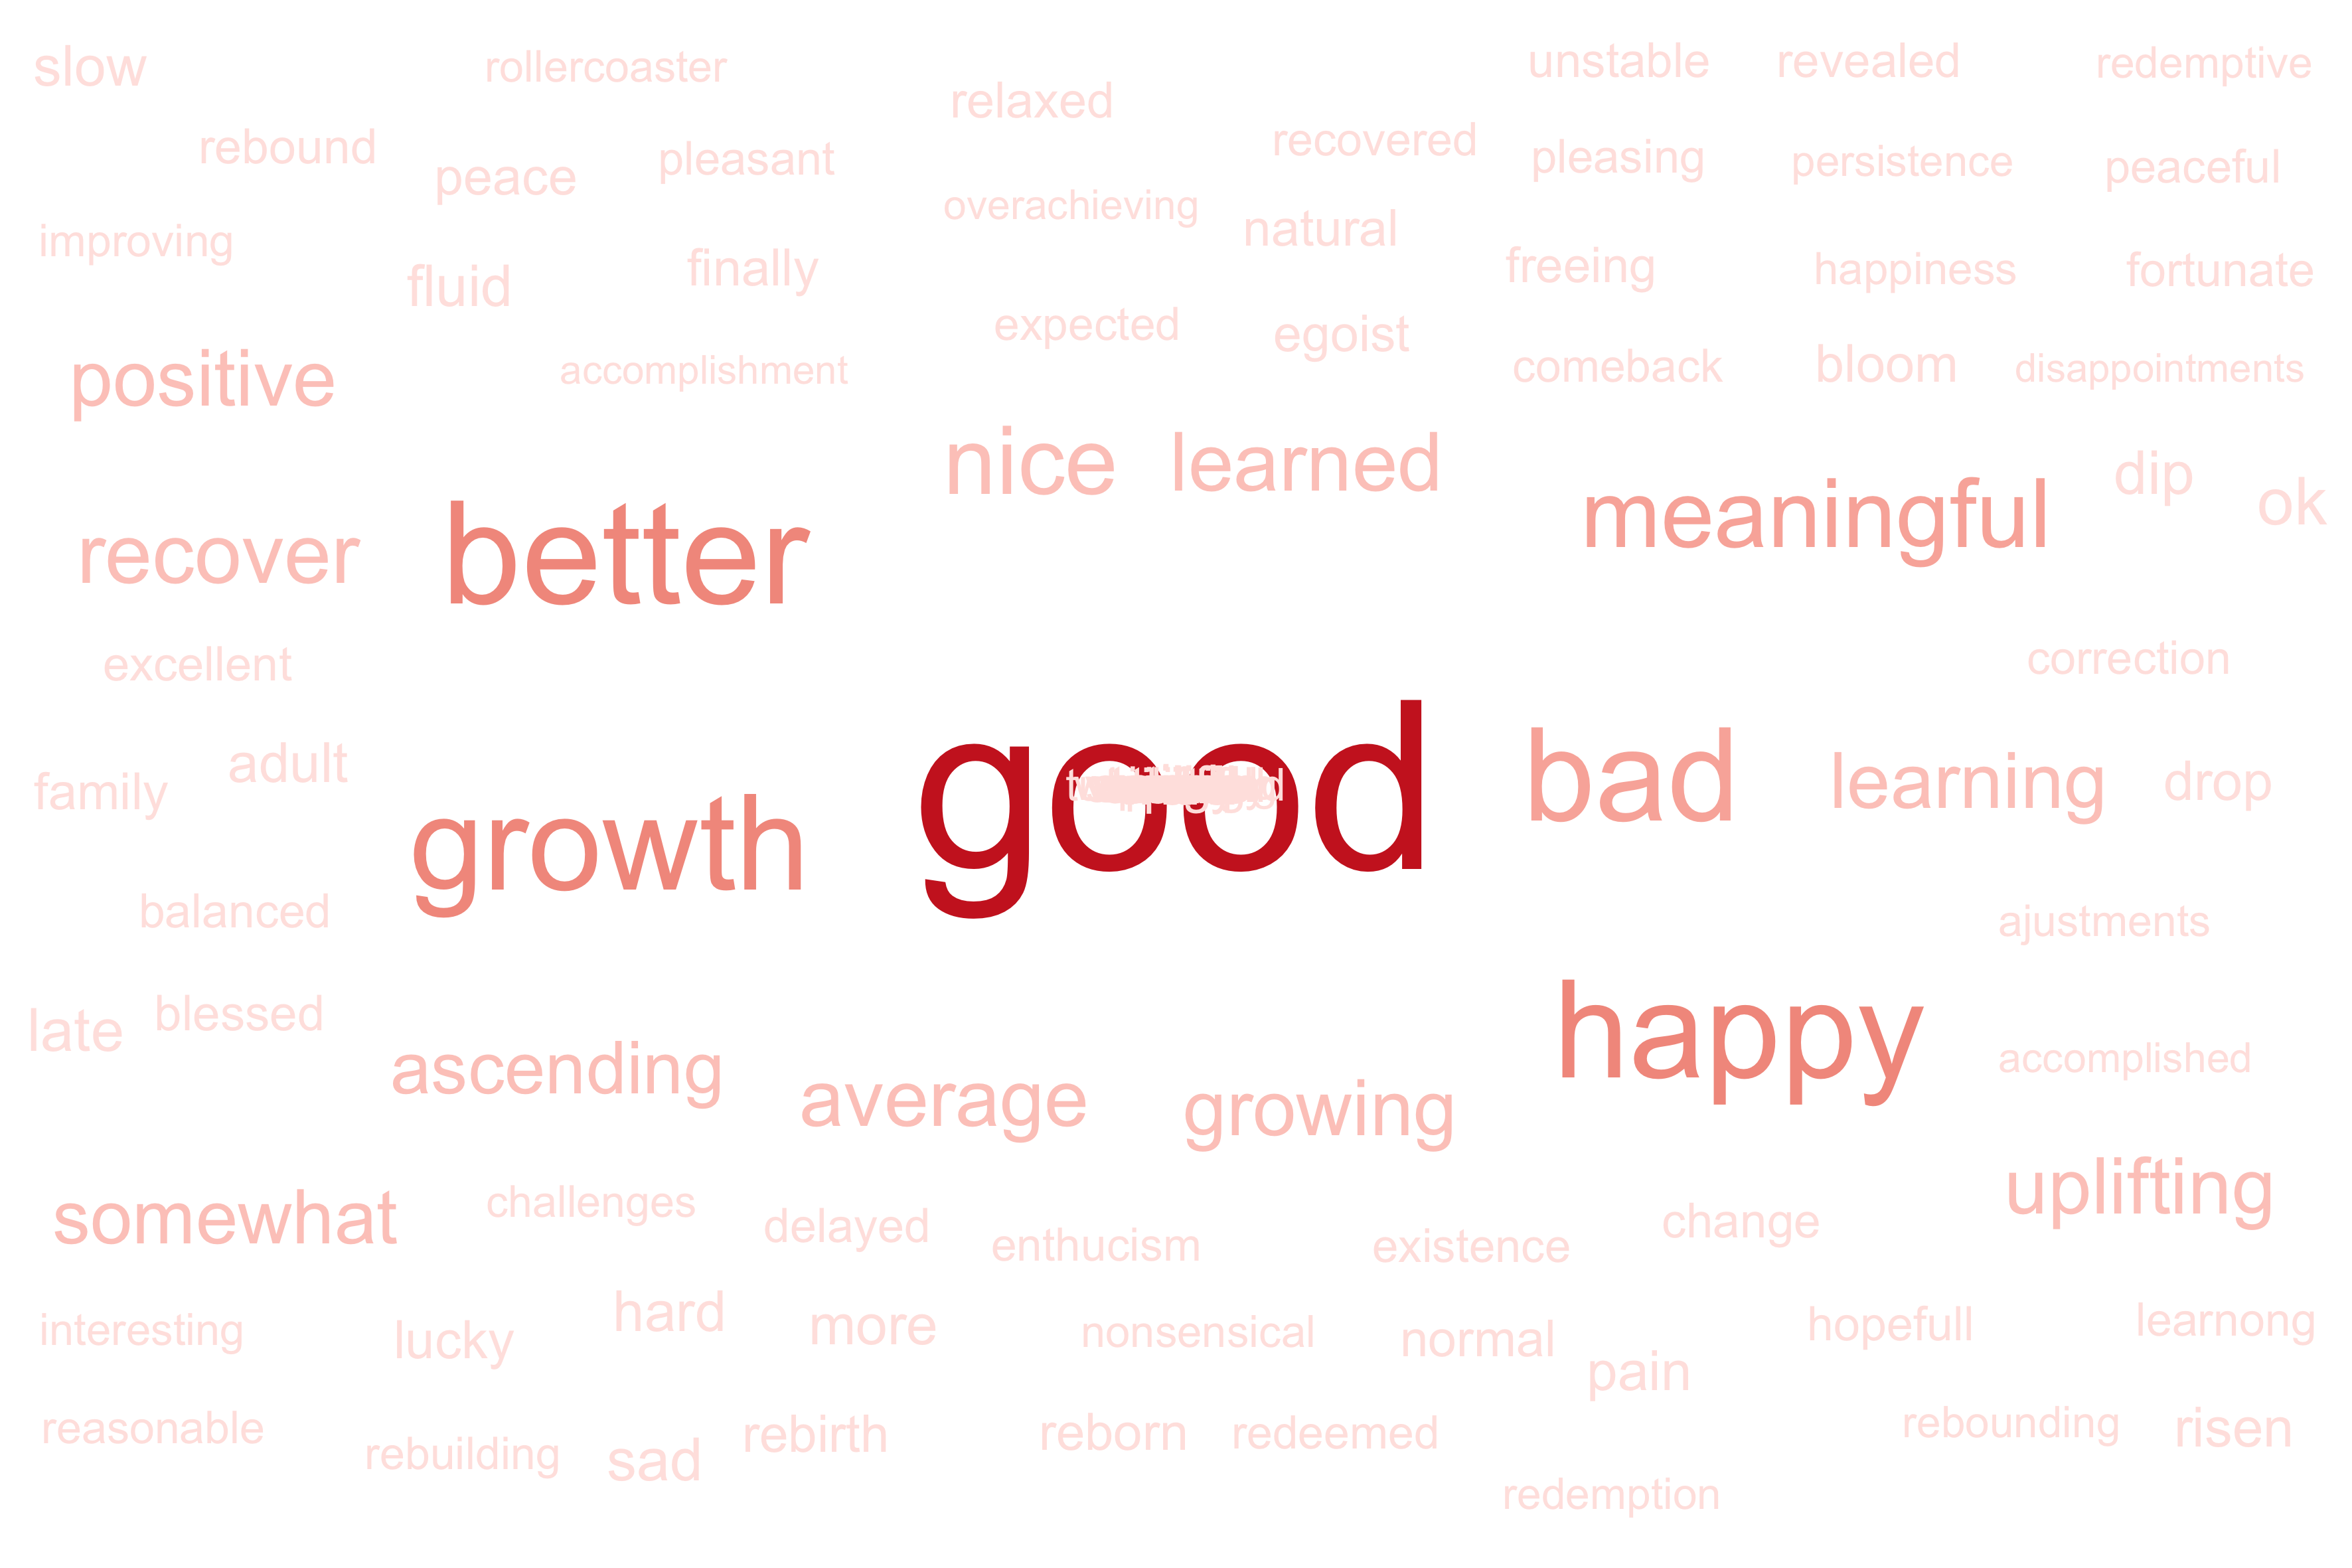 slow
rollercoaster
unstable
revealed
redemptive
relaxed
rebound
peace
pleasant
recovered
pleasing
persistence
peaceful
improving
overachieving
natural
fluid
finally
freeing
happiness
fortunate
positive
accomplishment
expected
egoist
comeback
bloom
disappointments
nice
learned
meaningful
dip
ok
recover
better
excellent
correction
family
adult
growth
good
bad
learning
drop
balanced
ajustments
late
blessed
happy
accomplished
ascending
average
growing
somewhat
challenges
delayed
enthucism
existence
change
uplifting
interesting
lucky
hard
more
nonsensical
normal
pain
hopefull
learnong
reasonable
rebuilding
sad
rebirth
reborn
redeemed
rebounding
risen
redemption